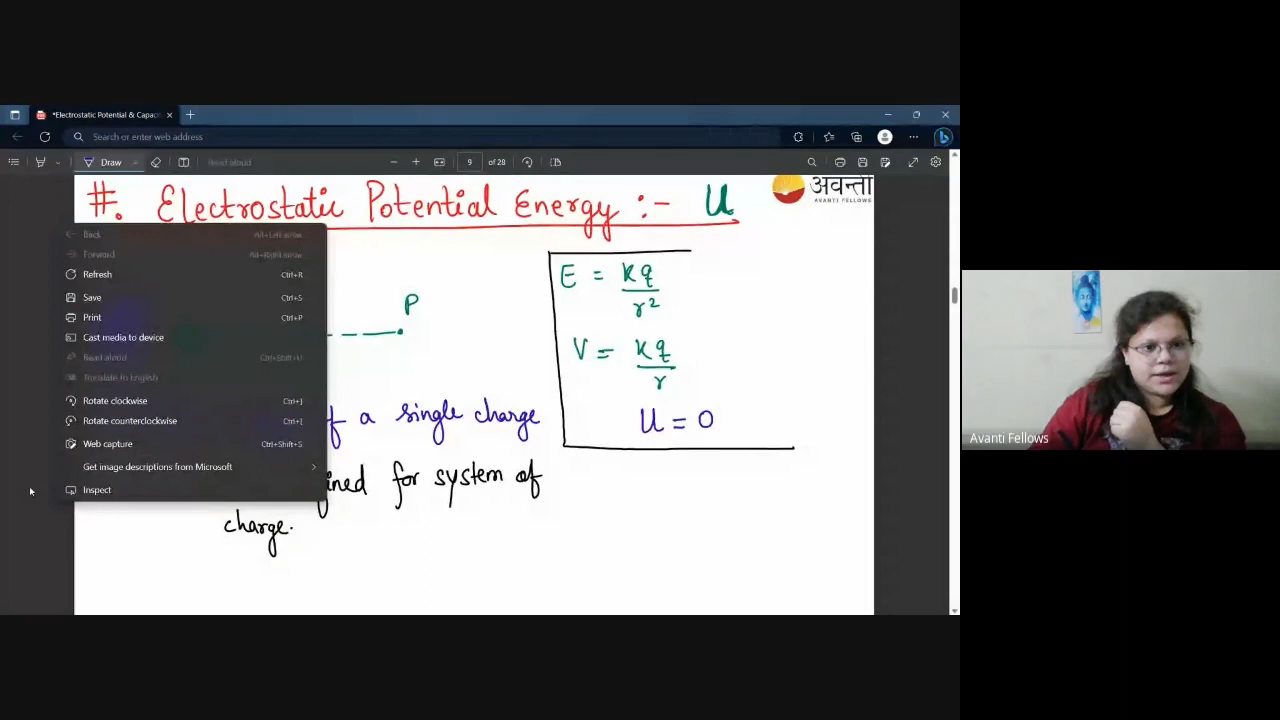 *Electrostatic Potential & Capac
Search or enter web address
Draw
Read aloud
9 of 28
#. Electrostatic Potential Energy :- U
अवन्ती
AVANTI FELLOWS
Back Alt+Left arrow
Forward Alt+Right arrow
Refresh Ctrl+R
Save Ctrl+S
Print Ctrl+P
Cast media to device
Read aloud Ctrl+Shift+U
Translate to English
Rotate clockwise Ctrl+]
Rotate counterclockwise Ctrl+[
Web capture Ctrl+Shift+S
Get image descriptions from Microsoft
Inspect
P
f a single charge
ined for system of
charge.
E = kq/r²
V = kq/r
U = 0
Avanti Fellows